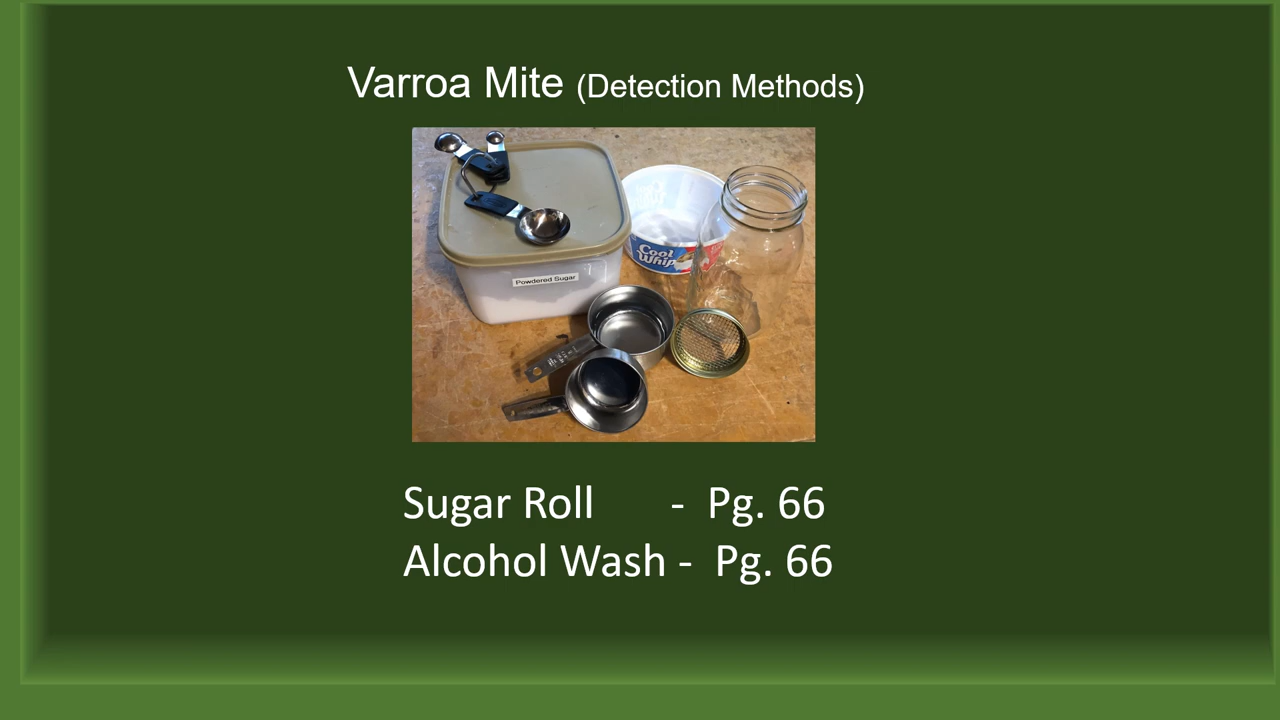 Varroa Mite (Detection Methods)
Cool
Whip
Powdered Sugar
Sugar Roll - Pg. 66
Alcohol Wash - Pg. 66